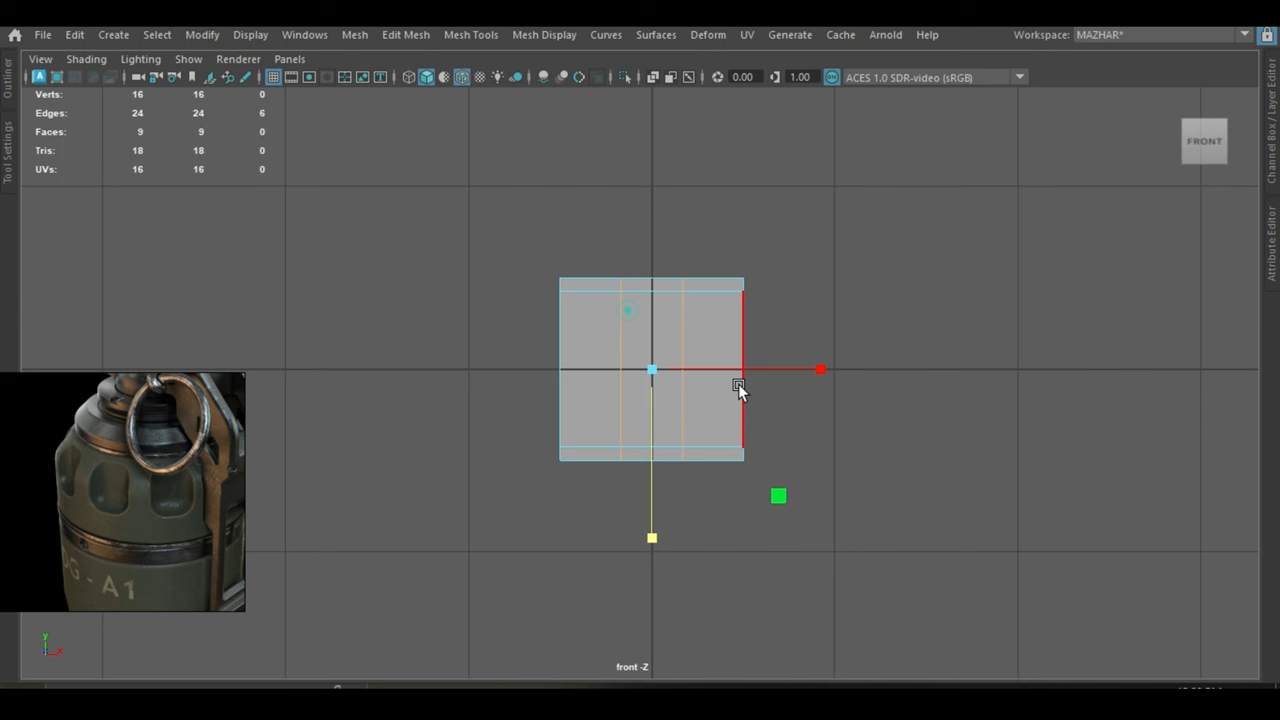 File Edit Create Select Modify Display Windows Mesh Edit Mesh Mesh Tools Mesh Display Curves Surfaces Deform UV Generate Cache Arnold Help Workspace: MAZHAR*
View Shading Lighting Show Renderer Panels
0.00 1.00 ACES 1.0 SDR-video (sRGB)
Outliner
Tool Settings
Verts: 16 16 0
Edges: 24 24 6
Faces: 9 9 0
Tris: 18 18 0
UVs: 16 16 0
FRONT
Channel Box / Layer Editor
Attribute Editor
G - A1
y
x
front -Z